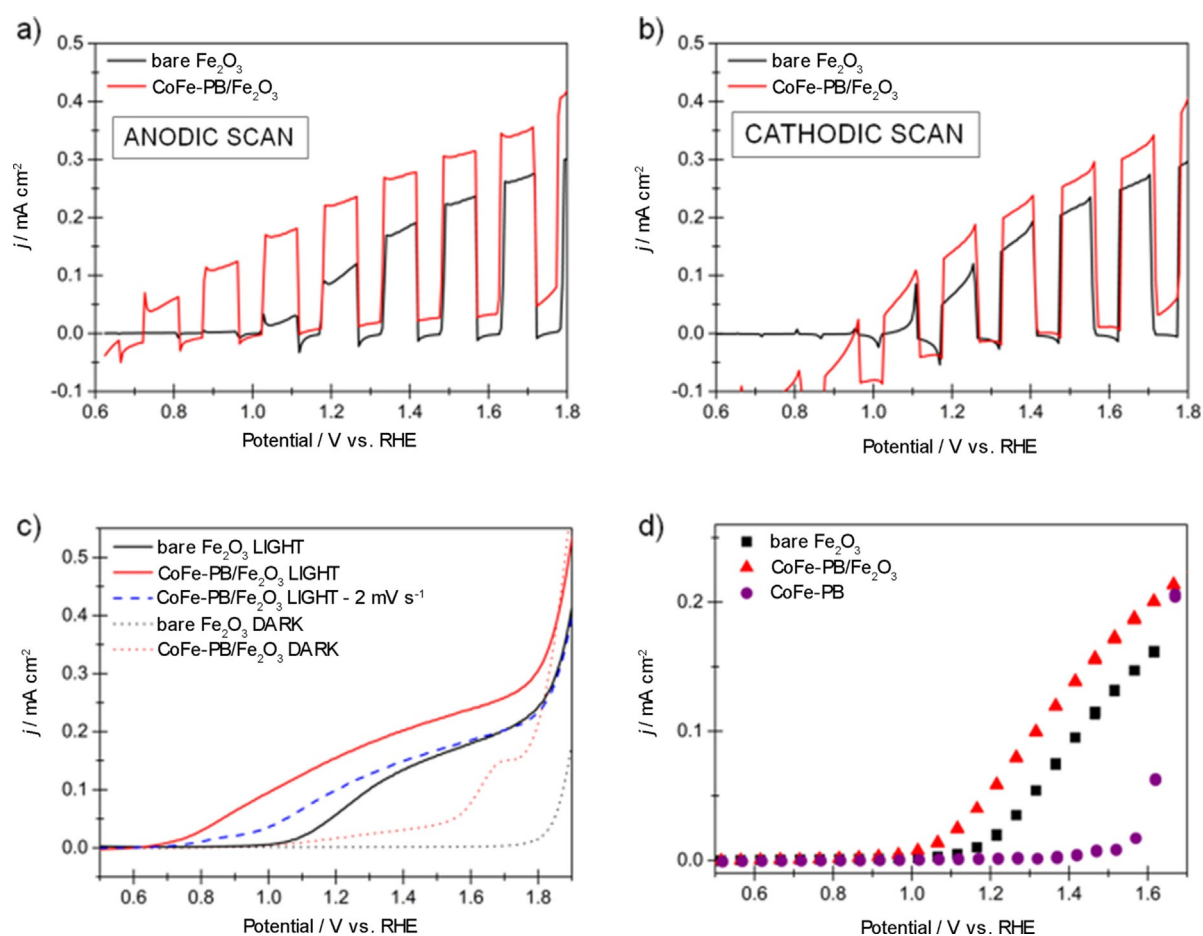 a)
0.5
0.4
0.3
0.2
0.1
0.0
-0.1
j / mA cm⁻²
bare Fe₂O₃
CoFe-PB/Fe₂O₃
ANODIC SCAN
0.6 0.8 1.0 1.2 1.4 1.6 1.8
Potential / V vs. RHE
b)
0.5
0.4
0.3
0.2
0.1
0.0
-0.1
j / mA cm⁻²
bare Fe₂O₃
CoFe-PB/Fe₂O₃
CATHODIC SCAN
0.6 0.8 1.0 1.2 1.4 1.6 1.8
Potential / V vs. RHE
c)
0.5
0.4
0.3
0.2
0.1
0.0
j / mA cm⁻²
bare Fe₂O₃ LIGHT
CoFe-PB/Fe₂O₃ LIGHT
CoFe-PB/Fe₂O₃ LIGHT - 2 mV s⁻¹
bare Fe₂O₃ DARK
CoFe-PB/Fe₂O₃ DARK
0.6 0.8 1.0 1.2 1.4 1.6 1.8
Potential / V vs. RHE
d)
0.2
0.1
0.0
j / mA cm⁻²
bare Fe₂O₃
CoFe-PB/Fe₂O₃
CoFe-PB
0.6 0.8 1.0 1.2 1.4 1.6
Potential / V vs. RHE